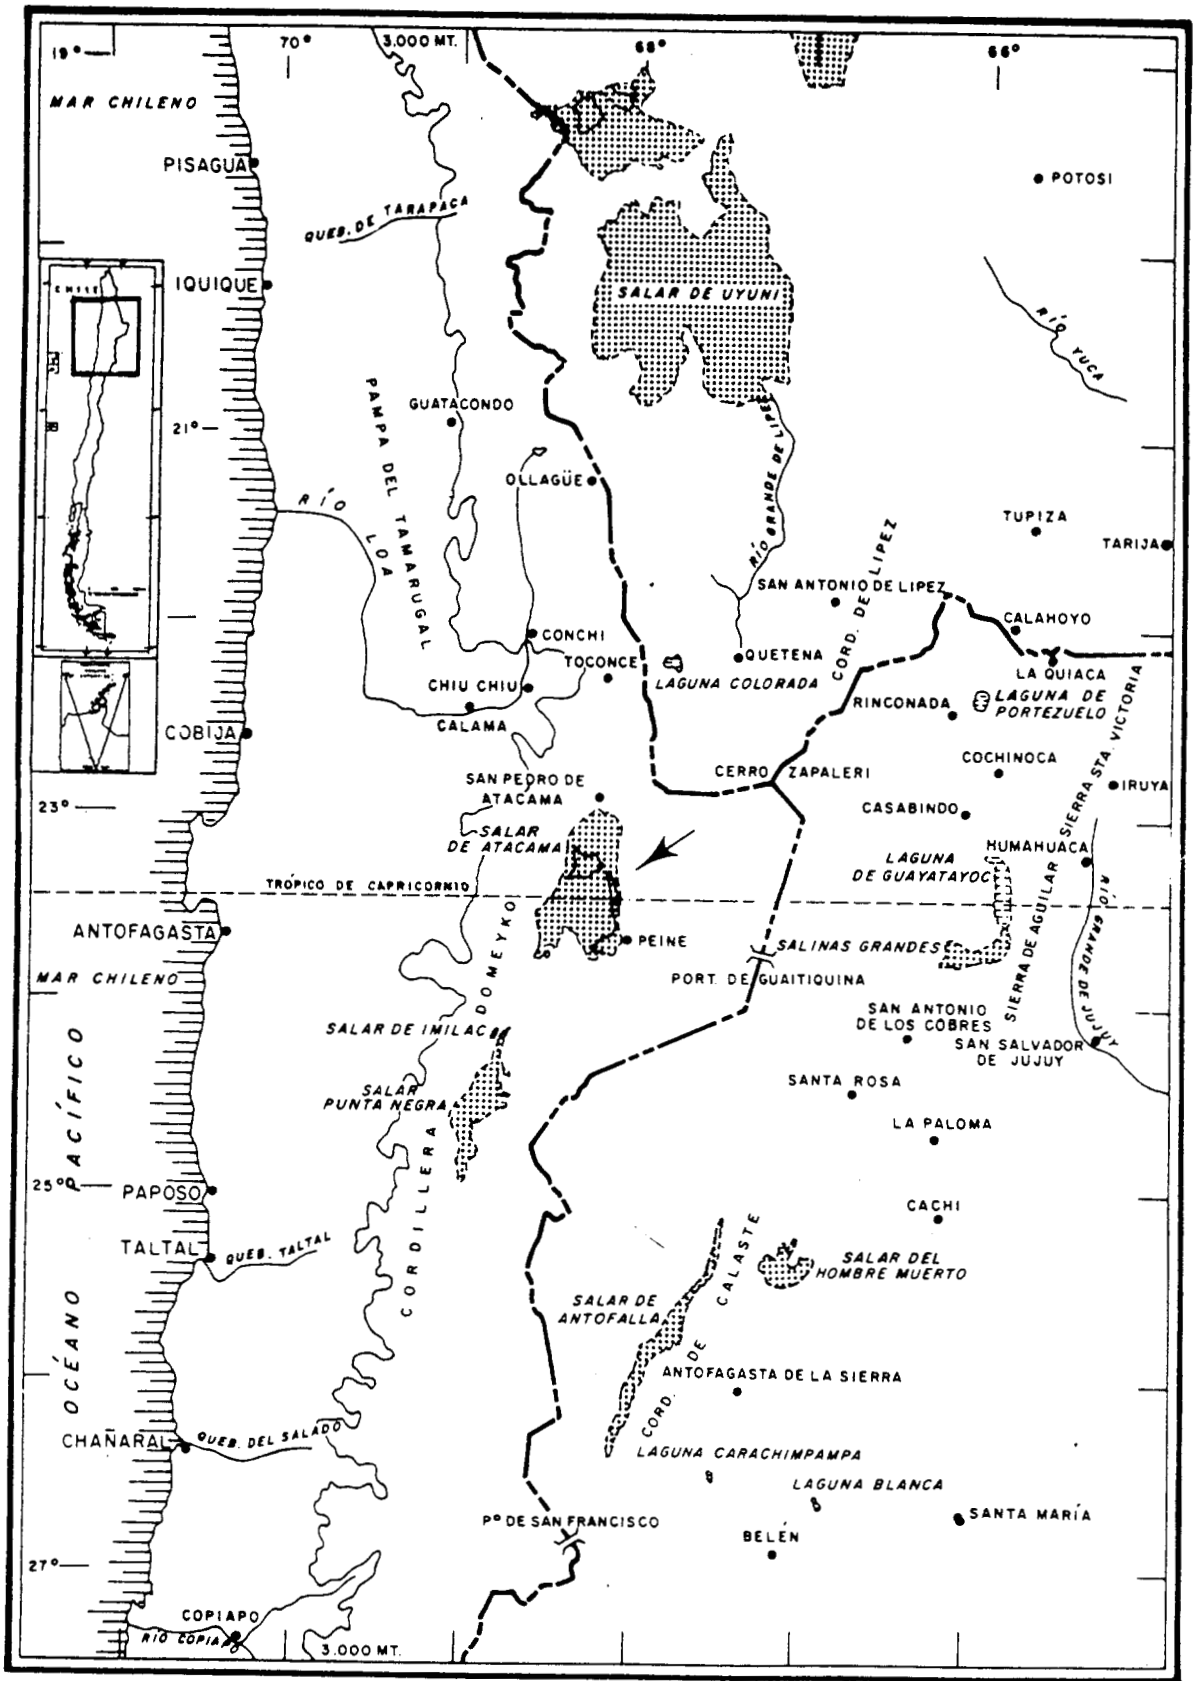 19°
70°
3.000 MT.
68°
66°
MAR CHILENO
PISAGUA
POTOSI
QUEB. DE TARAPACA
CHILE
IQUIQUE
SALAR DE UYUNI
RÍO YUCA
PAMPA DEL TAMARUGAL
GUATACONDO
21°
RÍO GRANDE DE LIPEZ
OLLAGÜE
RÍO
LOA
TUPIZA
TARIJA
CORD. DE LIPEZ
SAN ANTONIO DE LIPEZ
CALAHOYO
CONCHI
TOCONCE
QUETENA
LA QUIACA
CHIU CHIU
LAGUNA COLORADA
RINCONADA
LAGUNA DE
PORTEZUELO
CALAMA
COBIJA
SIERRA STA. VICTORIA
COCHINOCA
SAN PEDRO DE
ATACAMA
CERRO ZAPALERI
IRUYA
23°
CASABINDO
SALAR
DE ATACAMA
HUMAHUACA
LAGUNA
DE GUAYATAYOC
TRÓPICO DE CAPRICORNIO
RÍO GRANDE DE JUJUY
ANTOFAGASTA
PEINE
SALINAS GRANDES
SIERRA DE AGUILAR
MAR CHILENO
PORT. DE GUAITIQUINA
SALAR DE IMILAC
SAN ANTONIO
DE LOS COBRES
SAN SALVADOR
DE JUJUY
SALAR
PUNTA NEGRA
SANTA ROSA
CORDILLERA DOMEYKO
LA PALOMA
OCÉANO PACÍFICO
25°
PAPOSO
CACHI
TALTAL
QUEB. TALTAL
SALAR DEL
HOMBRE MUERTO
CORD. DE CALASTE
SALAR DE
ANTOFALLA
ANTOFAGASTA DE LA SIERRA
CHAÑARAL
QUEB. DEL SALADO
LAGUNA CARACHIMPAMPA
LAGUNA BLANCA
Pº DE SAN FRANCISCO
SANTA MARÍA
BELÉN
27°
COPIAPO
RÍO COPIAPO
3.000 MT.